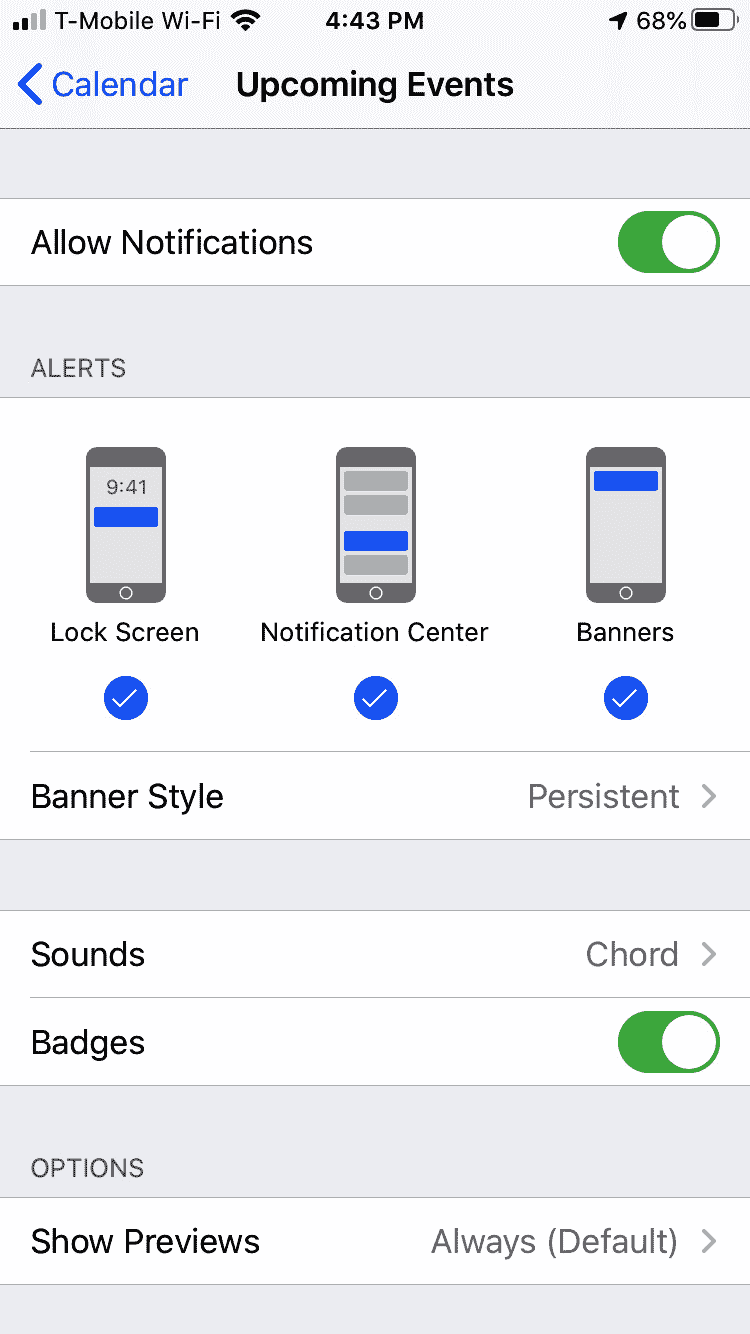 T-Mobile Wi-Fi 4:43 PM 68%
Calendar Upcoming Events
Allow Notifications
ALERTS
9:41
Lock Screen Notification Center Banners
Banner Style Persistent
Sounds Chord
Badges
OPTIONS
Show Previews Always (Default)